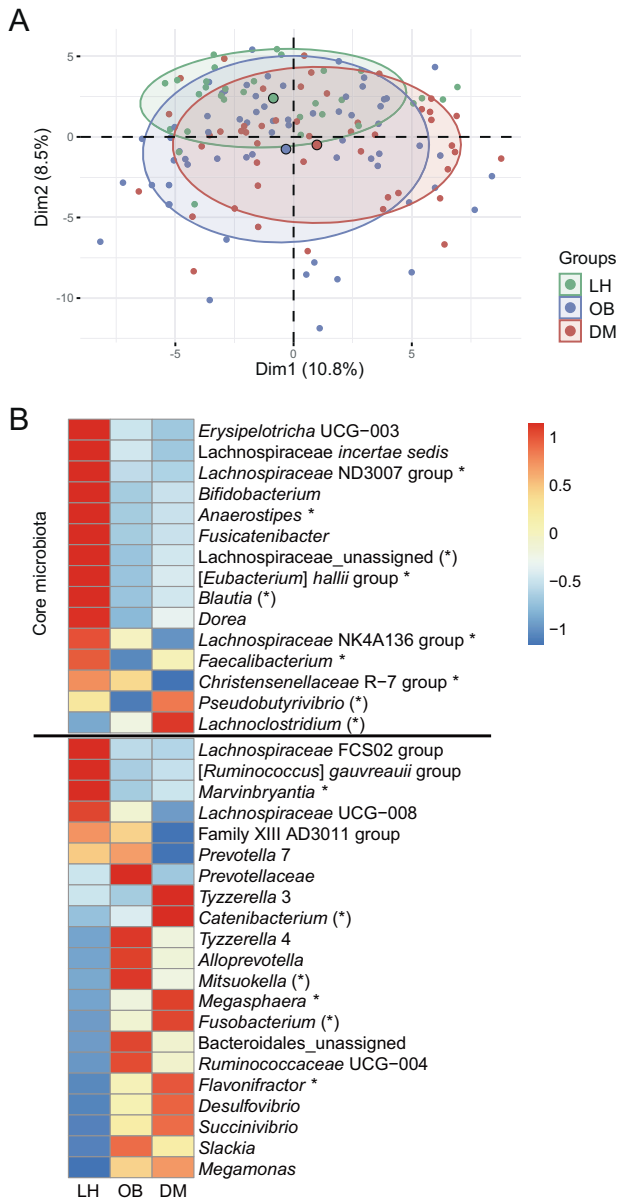 A
5
0
-5
-10
Dim2 (8.5%)
-5
0
5
Dim1 (10.8%)
Groups
LH
OB
DM
B
Core microbiota
Erysipelotricha UCG−003
Lachnospiraceae incertae sedis
Lachnospiraceae ND3007 group *
Bifidobacterium
Anaerostipes *
Fusicatenibacter
Lachnospiraceae_unassigned (*)
[Eubacterium] hallii group *
Blautia (*)
Dorea
Lachnospiraceae NK4A136 group *
Faecalibacterium *
Christensenellaceae R−7 group *
Pseudobutyrivibrio (*)
Lachnoclostridium (*)
Lachnospiraceae FCS02 group
[Ruminococcus] gauvreauii group
Marvinbryantia *
Lachnospiraceae UCG−008
Family XIII AD3011 group
Prevotella 7
Prevotellaceae
Tyzzerella 3
Catenibacterium (*)
Tyzzerella 4
Alloprevotella
Mitsuokella (*)
Megasphaera *
Fusobacterium (*)
Bacteroidales_unassigned
Ruminococcaceae UCG−004
Flavonifractor *
Desulfovibrio
Succinivibrio
Slackia
Megamonas
LH OB DM
1
0.5
0
−0.5
−1